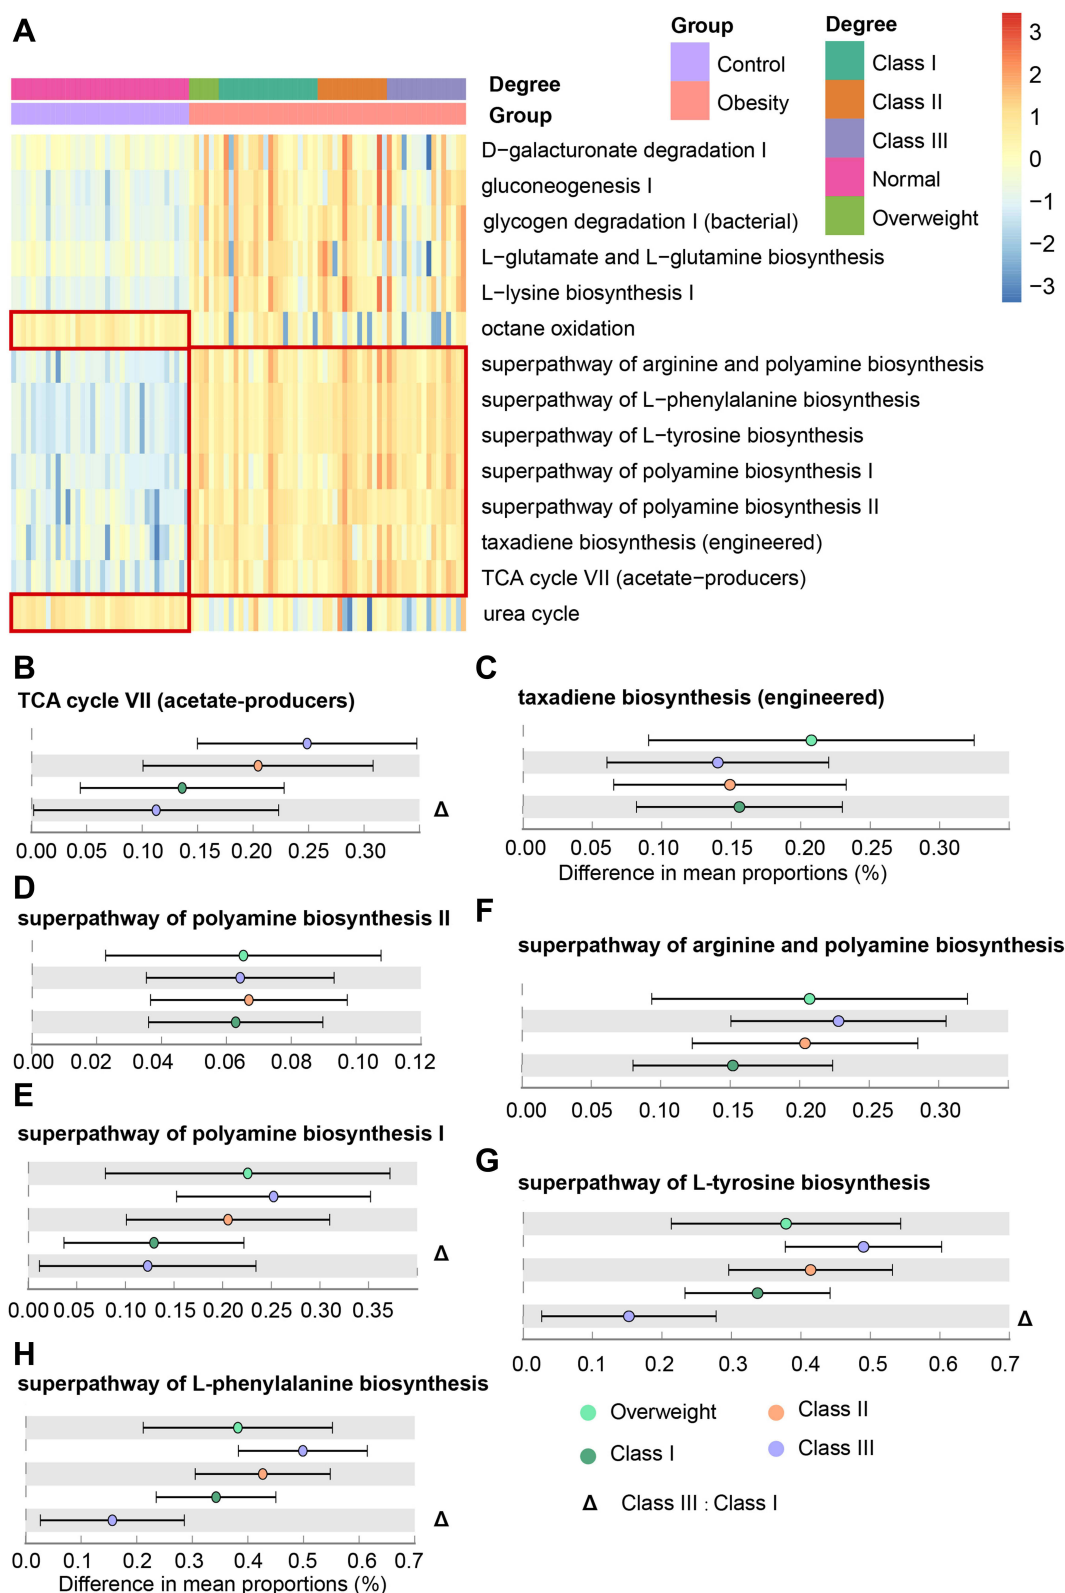 A
Group
Control
Obesity
Degree
Class I
Class II
Class III
Normal
Overweight
3
2
1
0
−1
−2
−3
Degree
Group
D−galacturonate degradation I
gluconeogenesis I
glycogen degradation I (bacterial)
L−glutamate and L−glutamine biosynthesis
L−lysine biosynthesis I
octane oxidation
superpathway of arginine and polyamine biosynthesis
superpathway of L−phenylalanine biosynthesis
superpathway of L−tyrosine biosynthesis
superpathway of polyamine biosynthesis I
superpathway of polyamine biosynthesis II
taxadiene biosynthesis (engineered)
TCA cycle VII (acetate−producers)
urea cycle
B
TCA cycle VII (acetate-producers)
Δ
0.00 0.05 0.10 0.15 0.20 0.25 0.30
C
taxadiene biosynthesis (engineered)
0.00 0.05 0.10 0.15 0.20 0.25 0.30
Difference in mean proportions (%)
D
superpathway of polyamine biosynthesis II
0.00 0.02 0.04 0.06 0.08 0.10 0.12
F
superpathway of arginine and polyamine biosynthesis
0.00 0.05 0.10 0.15 0.20 0.25 0.30
E
superpathway of polyamine biosynthesis I
Δ
0.00 0.05 0.10 0.15 0.20 0.25 0.30 0.35
G
superpathway of L-tyrosine biosynthesis
Δ
0.0 0.1 0.2 0.3 0.4 0.5 0.6 0.7
H
superpathway of L-phenylalanine biosynthesis
Δ
0.0 0.1 0.2 0.3 0.4 0.5 0.6 0.7
Difference in mean proportions (%)
Overweight
Class II
Class I
Class III
Δ Class III : Class I